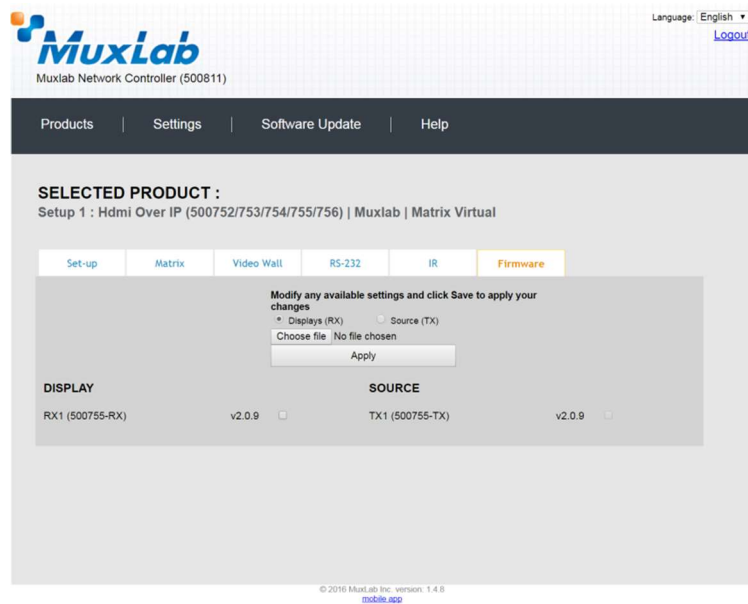 Language: English
Logout
MuxLab
Muxlab Network Controller (500811)
Products | Settings | Software Update | Help
SELECTED PRODUCT :
Setup 1 : Hdmi Over IP (500752/753/754/755/756) | Muxlab | Matrix Virtual
Set-up Matrix Video Wall RS-232 IR Firmware
Modify any available settings and click Save to apply your
changes
Displays (RX) Source (TX)
Choose file No file chosen
Apply
DISPLAY SOURCE
RX1 (500755-RX) v2.0.9 TX1 (500755-TX) v2.0.9
© 2016 MuxLab Inc. version: 1.4.8
mobile app